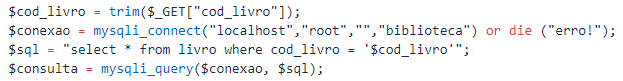 $cod_livro = trim($_GET["cod_livro"]);
$conexao = mysqli_connect("localhost","root","","biblioteca") or die ("erro!");
$sql = "select * from livro where cod_livro = '$cod_livro'";
$consulta = mysqli_query($conexao, $sql);